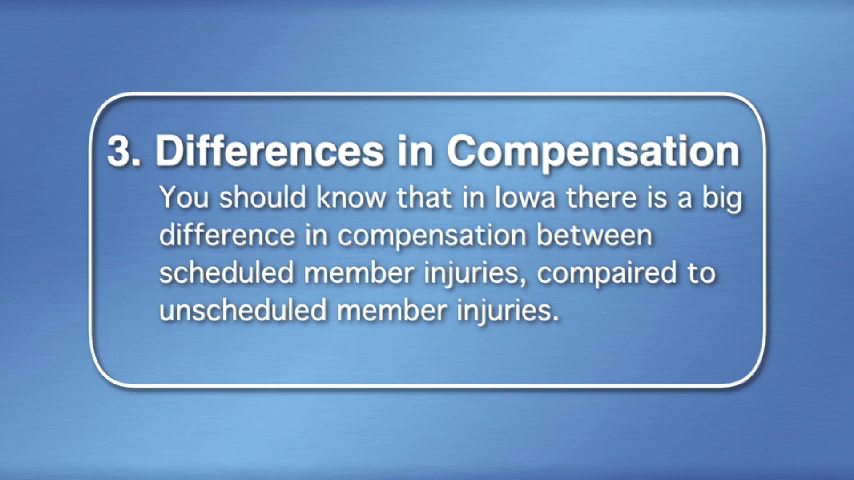 3. Differences in Compensation
You should know that in Iowa there is a big
difference in compensation between
scheduled member injuries, compaired to
unscheduled member injuries.